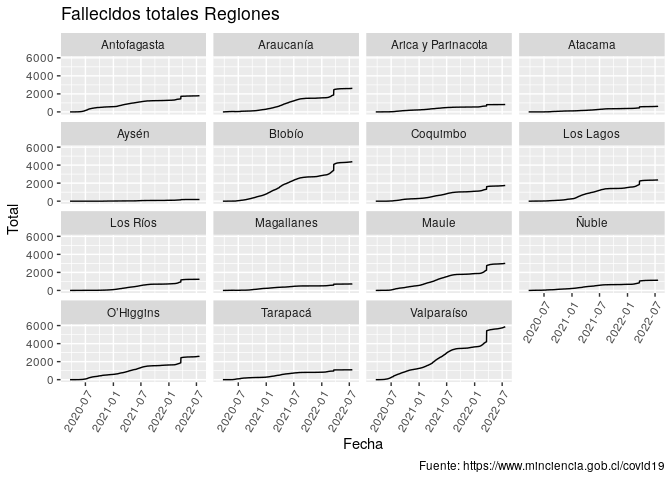 Fallecidos totales Regiones
Antofagasta Araucanía Arica y Parinacota Atacama
6000
4000
2000
0
Aysén Biobío Coquimbo Los Lagos
6000
4000
2000
0
Los Ríos Magallanes Maule Ñuble
6000
4000
2000
0
2020-07 2021-01 2021-07 2022-01 2022-07
O'Higgins Tarapacá Valparaíso
6000
4000
2000
0
2020-07 2021-01 2021-07 2022-01 2022-07 2020-07 2021-01 2021-07 2022-01 2022-07 2020-07 2021-01 2021-07 2022-01 2022-07
Total
Fecha
Fuente: https://www.minciencia.gob.cl/covid19